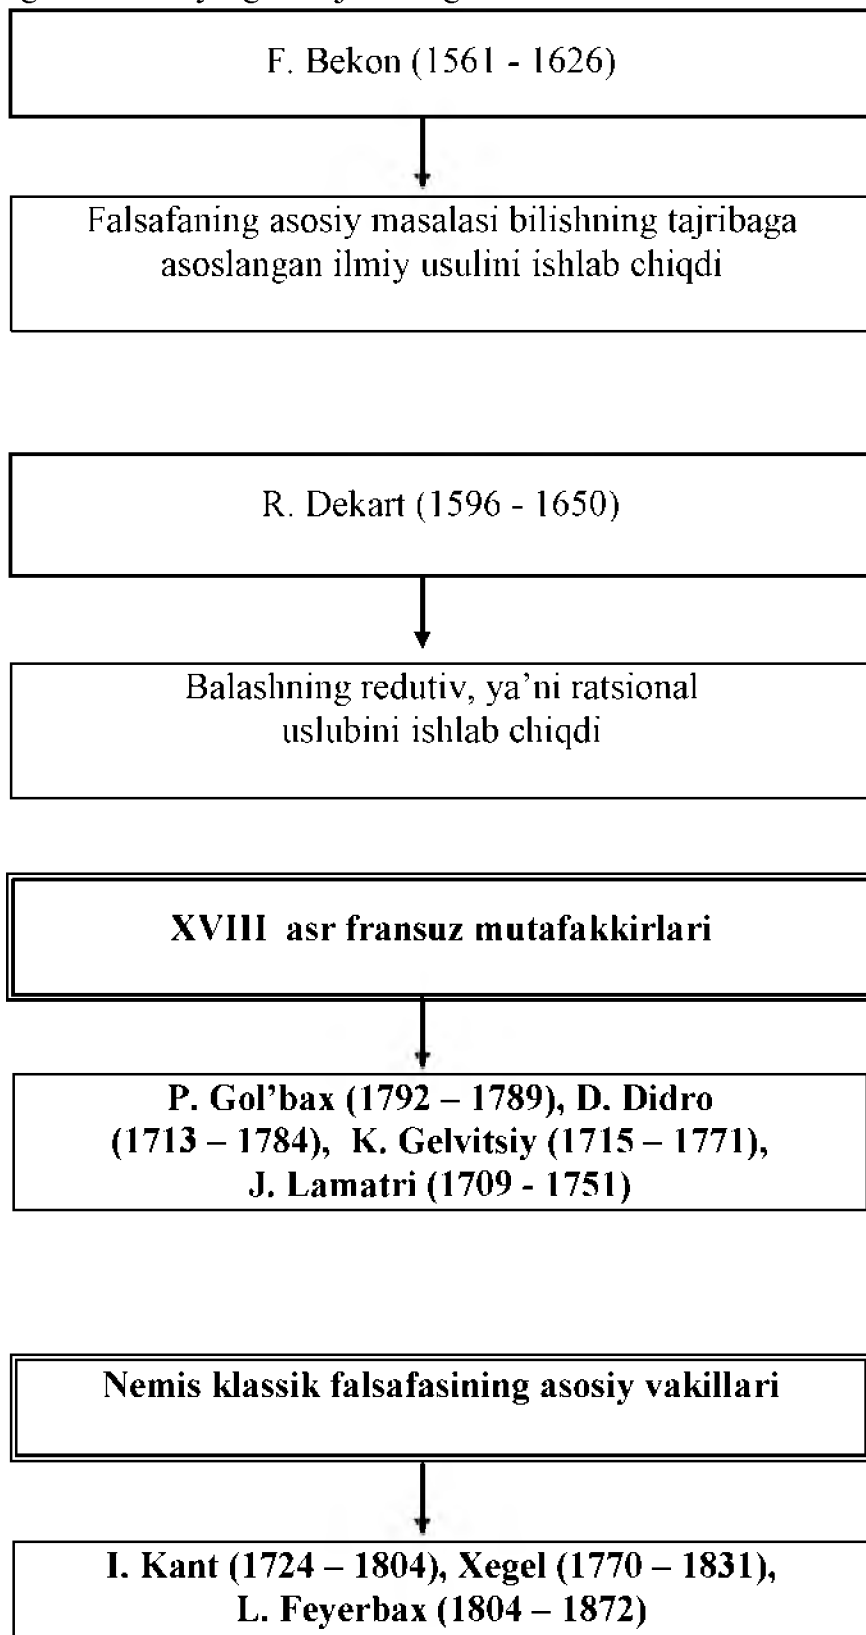 F. Bekon (1561 - 1626)
Falsafaning asosiy masalasi bilishning tajribaga
asoslangan ilmiy usulini ishlab chiqdi
R. Dekart (1596 - 1650)
Balashning redutiv, ya’ni ratsional
uslubini ishlab chiqdi
XVIII asr fransuz mutafakkirlari
P. Gol’bax (1792 – 1789), D. Didro
(1713 – 1784), K. Gelvitsiy (1715 – 1771),
J. Lamatri (1709 - 1751)
Nemis klassik falsafasining asosiy vakillari
I. Kant (1724 – 1804), Xegel (1770 – 1831),
L. Feyerbax (1804 – 1872)